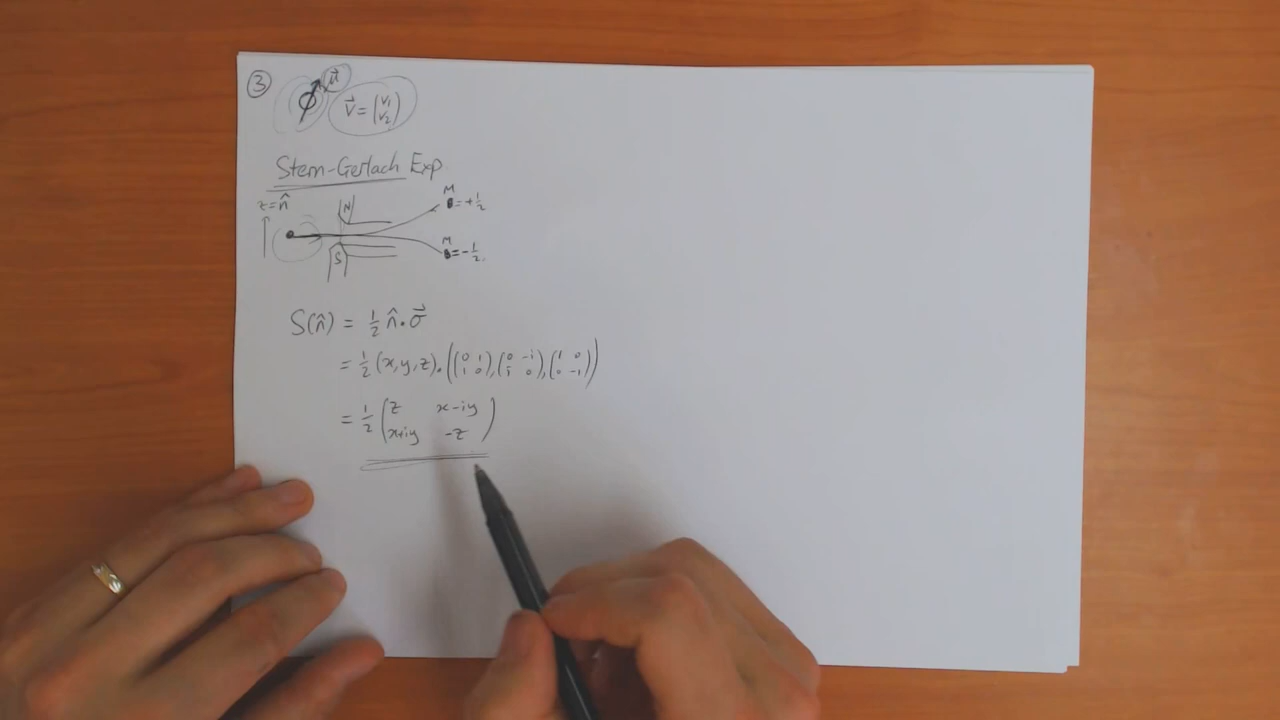 ③ μ⃗
v⃗ = (v₁ v₂)
Stern-Gerlach Exp
z = n̂
N
M = +½
S
M = -½
S(n̂) = ½ n̂ · σ⃗
= ½ (x, y, z) · ((0 1 1 0), (0 -i i 0), (1 0 0 -1))
= ½ (z x-iy x+iy -z)